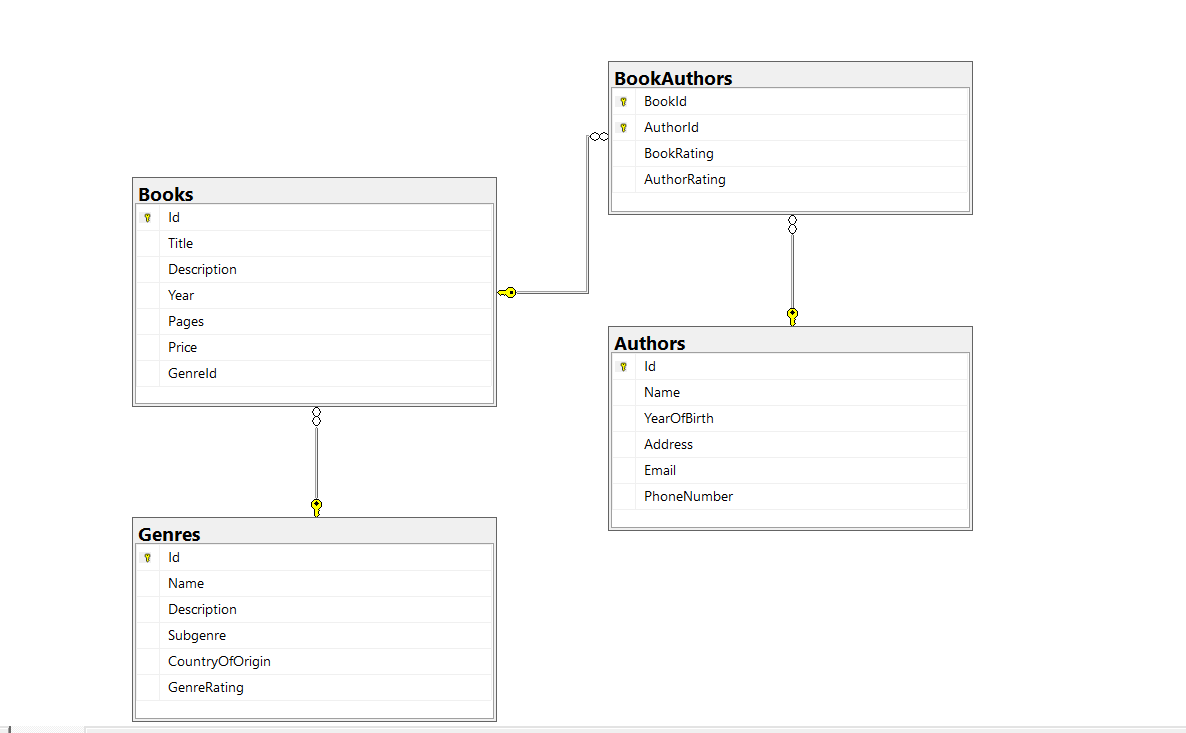 BookAuthors
BookId
AuthorId
BookRating
AuthorRating
Books
Id
Title
Description
Year
Pages
Price
GenreId
Authors
Id
Name
YearOfBirth
Address
Email
PhoneNumber
Genres
Id
Name
Description
Subgenre
CountryOfOrigin
GenreRating